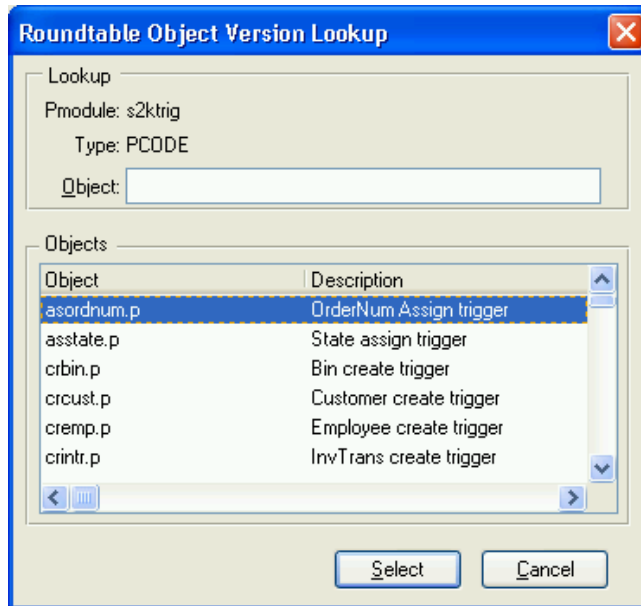 Roundtable Object Version Lookup
Lookup
Pmodule: s2ktrig
Type: PCODE
Object:
Objects
Object Description
asordnum.p OrderNum Assign trigger
asstate.p State assign trigger
crbin.p Bin create trigger
crcust.p Customer create trigger
cremp.p Employee create trigger
crintr.p InvTrans create trigger
Select Cancel